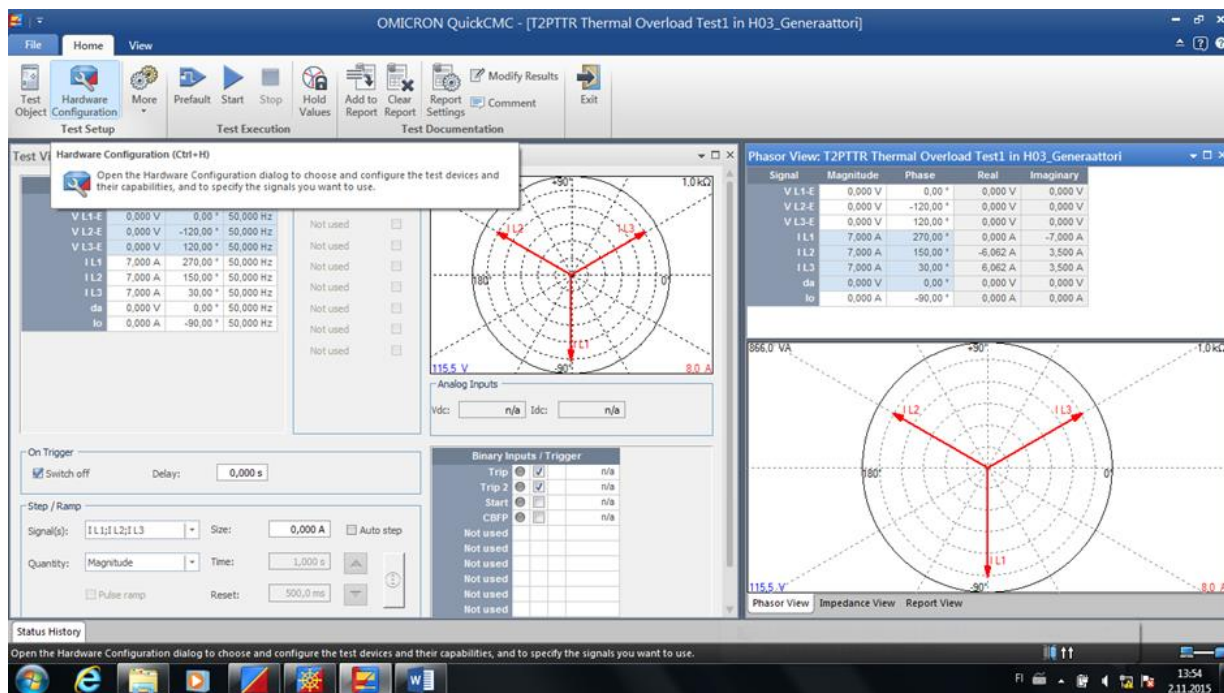 OMICRON QuickCMC - [T2PTTR Thermal Overload Test1 in H03_Generaattori]
File Home View
Test Object
Hardware Configuration
More
Prefault
Start
Stop
Hold Values
Add to Report
Clear Report
Report Settings
Modify Results
Comment
Exit
Test Setup
Test Execution
Test Documentation
Test Vi
Hardware Configuration (Ctrl+H)
Open the Hardware Configuration dialog to choose and configure the test devices and
their capabilities, and to specify the signals you want to use.
V L1-E 0,000 V 0,00 ° 50,000 Hz
V L2-E 0,000 V -120,00 ° 50,000 Hz
V L3-E 0,000 V 120,00 ° 50,000 Hz
I L1 7,000 A 270,00 ° 50,000 Hz
I L2 7,000 A 150,00 ° 50,000 Hz
I L3 7,000 A 30,00 ° 50,000 Hz
da 0,000 V 0,00 ° 50,000 Hz
Io 0,000 A -90,00 ° 50,000 Hz
Not used
Not used
Not used
Not used
Not used
Not used
Not used
+90°
1,0 kΩ
I L2
I L3
180°
0°
I L1
115,5 V
-90°
8,0 A
Analog Inputs
Vdc: n/a Idc: n/a
On Trigger
Switch off Delay: 0,000 s
Step / Ramp
Signal(s): I L1;I L2;I L3 Size: 0,000 A Auto step
Quantity: Magnitude Time: 1,000 s
Pulse ramp Reset: 500,0 ms
Binary Inputs / Trigger
Trip n/a
Trip 2 n/a
Start n/a
CBFP n/a
Not used
Not used
Not used
Not used
Not used
Not used
Phasor View: T2PTTR Thermal Overload Test1 in H03_Generaattori
Signal Magnitude Phase Real Imaginary
V L1-E 0,000 V 0,00 ° 0,000 V 0,000 V
V L2-E 0,000 V -120,00 ° 0,000 V 0,000 V
V L3-E 0,000 V 120,00 ° 0,000 V 0,000 V
I L1 7,000 A 270,00 ° 0,000 A -7,000 A
I L2 7,000 A 150,00 ° -6,062 A 3,500 A
I L3 7,000 A 30,00 ° 6,062 A 3,500 A
da 0,000 V 0,00 ° 0,000 V 0,000 V
Io 0,000 A -90,00 ° 0,000 A 0,000 A
866,0 VA
+90°
1,0 kΩ
I L2
I L3
180°
0°
I L1
115,5 V
-90°
8,0 A
Phasor View Impedance View Report View
Status History
Open the Hardware Configuration dialog to choose and configure the test devices and their capabilities, and to specify the signals you want to use.
FI
13:54
2.11.2015